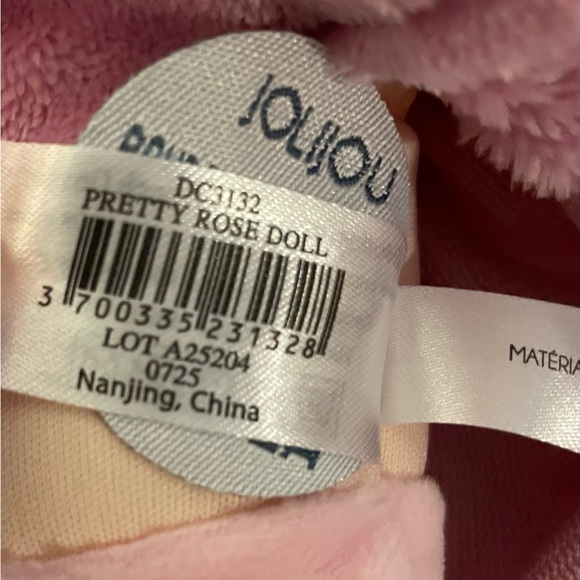 JOLIJOU
DC3132
PRETTY ROSE DOLL
3 700335 231328
LOT A25204
0725
Nanjing, China
MATÉRIA